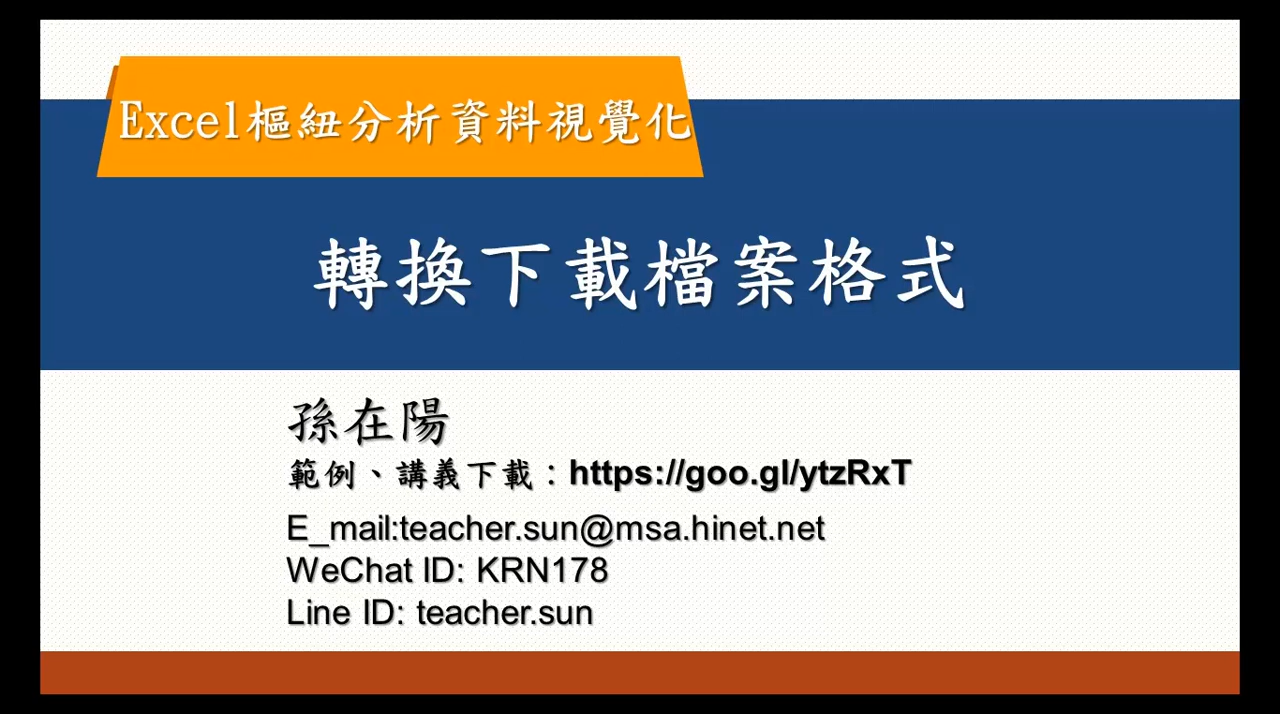 Excel樞紐分析資料視覺化
轉換下載檔案格式
孫在陽
範例、講義下載：https://goo.gl/ytzRxT
E_mail:teacher.sun@msa.hinet.net
WeChat ID: KRN178
Line ID: teacher.sun